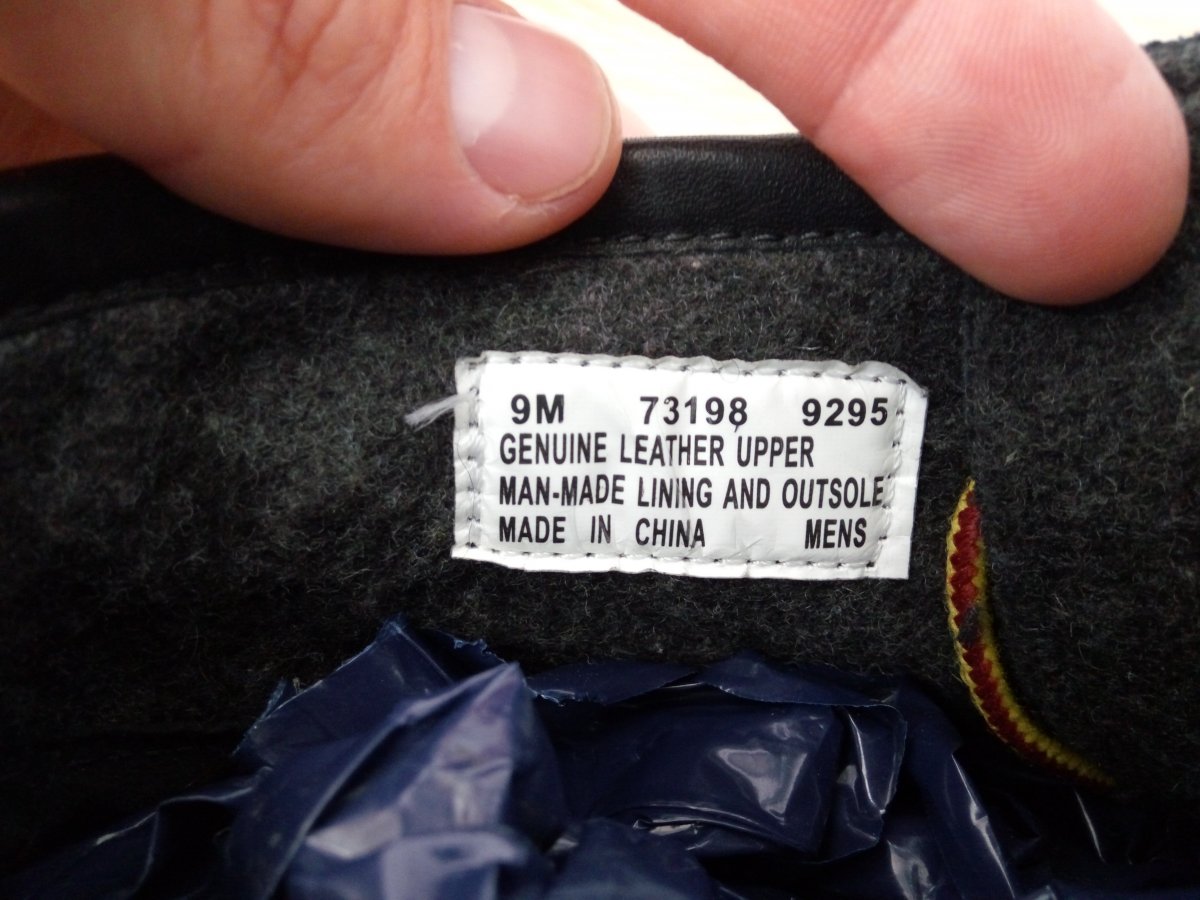 9M 73198 9295
GENUINE LEATHER UPPER
MAN-MADE LINING AND OUTSOLE
MADE IN CHINA MENS